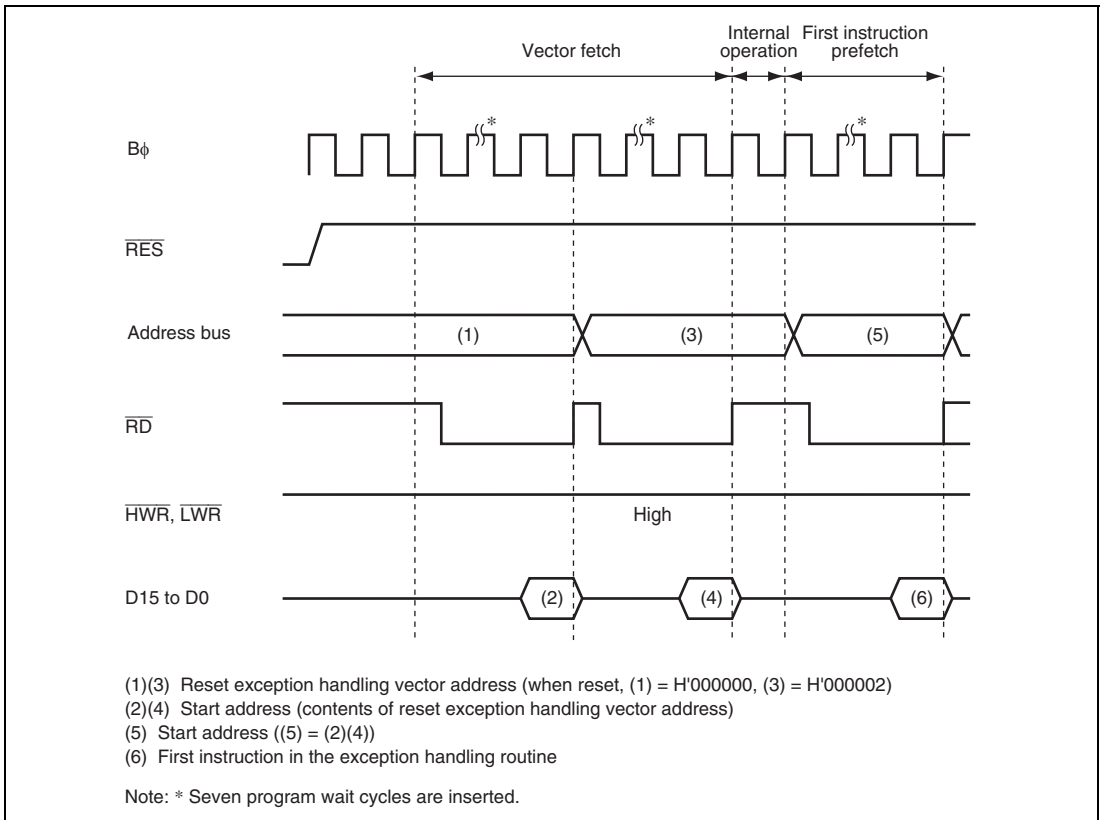 Vector fetch
Internal operation
First instruction prefetch
*
*
*
Bφ
RES
Address bus
(1)
(3)
(5)
RD
HWR, LWR
High
D15 to D0
(2)
(4)
(6)
(1)(3) Reset exception handling vector address (when reset, (1) = H'000000, (3) = H'000002)
(2)(4) Start address (contents of reset exception handling vector address)
(5) Start address ((5) = (2)(4))
(6) First instruction in the exception handling routine
Note: * Seven program wait cycles are inserted.